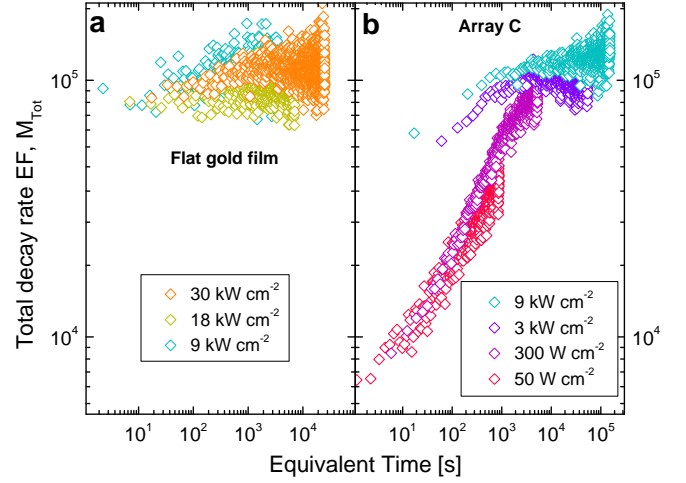 a
b
Array C
Total decay rate EF, M_Tot
10^5
10^4
Flat gold film
30 kW cm^-2
18 kW cm^-2
9 kW cm^-2
10^5
10^4
9 kW cm^-2
3 kW cm^-2
300 W cm^-2
50 W cm^-2
10^1 10^2 10^3 10^4 10^1 10^2 10^3 10^4 10^5
Equivalent Time [s]